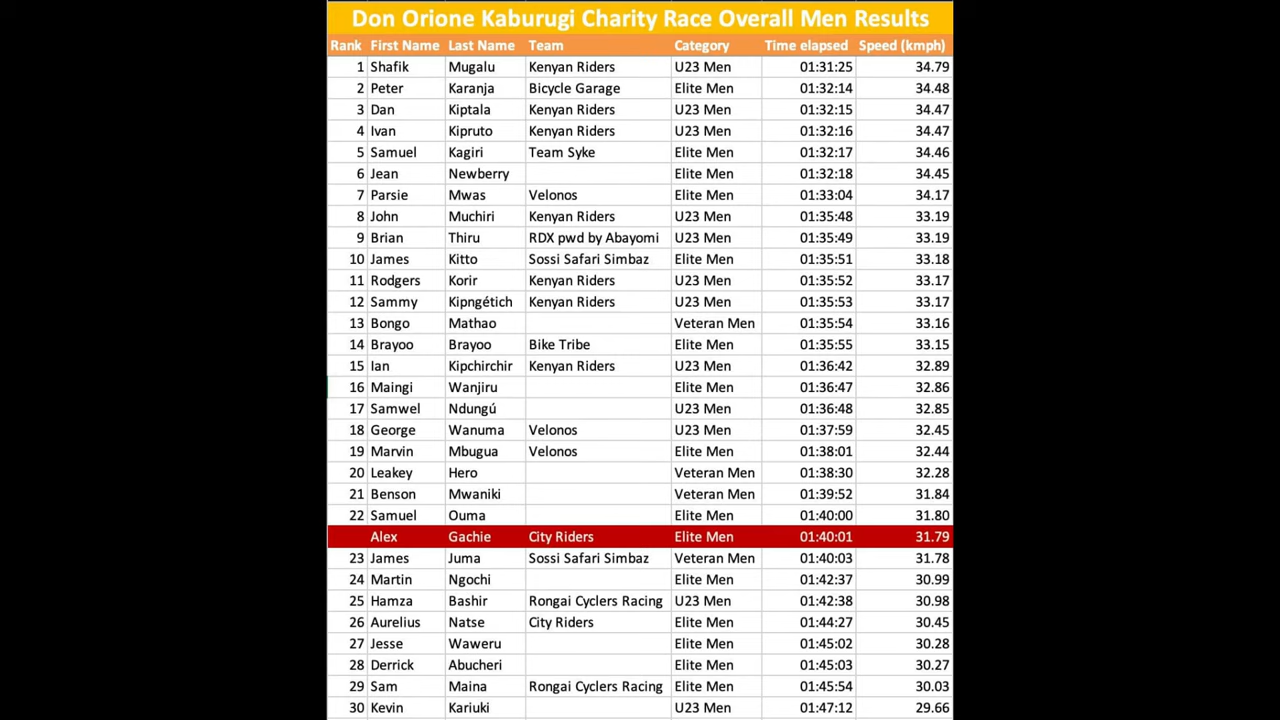 Don Orione Kaburugi Charity Race Overall Men Results
Rank First Name Last Name Team Category Time elapsed Speed (kmph)
1 Shafik Mugalu Kenyan Riders U23 Men 01:31:25 34.79
2 Peter Karanja Bicycle Garage Elite Men 01:32:14 34.48
3 Dan Kiptala Kenyan Riders U23 Men 01:32:15 34.47
4 Ivan Kipruto Kenyan Riders U23 Men 01:32:16 34.47
5 Samuel Kagiri Team Syke Elite Men 01:32:17 34.46
6 Jean Newberry Elite Men 01:32:18 34.45
7 Parsie Mwas Velonos Elite Men 01:33:04 34.17
8 John Muchiri Kenyan Riders U23 Men 01:35:48 33.19
9 Brian Thiru RDX pwd by Abayomi U23 Men 01:35:49 33.19
10 James Kitto Sossi Safari Simbaz Elite Men 01:35:51 33.18
11 Rodgers Korir Kenyan Riders U23 Men 01:35:52 33.17
12 Sammy Kipngétich Kenyan Riders U23 Men 01:35:53 33.17
13 Bongo Mathao Veteran Men 01:35:54 33.16
14 Brayoo Brayoo Bike Tribe Elite Men 01:35:55 33.15
15 Ian Kipchirchir Kenyan Riders U23 Men 01:36:42 32.89
16 Maingi Wanjiru Elite Men 01:36:47 32.86
17 Samwel Ndungú U23 Men 01:36:48 32.85
18 George Wanuma Velonos U23 Men 01:37:59 32.45
19 Marvin Mbugua Velonos Elite Men 01:38:01 32.44
20 Leakey Hero Veteran Men 01:38:30 32.28
21 Benson Mwaniki Veteran Men 01:39:52 31.84
22 Samuel Ouma Elite Men 01:40:00 31.80
Alex Gachie City Riders Elite Men 01:40:01 31.79
23 James Juma Sossi Safari Simbaz Veteran Men 01:40:03 31.78
24 Martin Ngochi Elite Men 01:42:37 30.99
25 Hamza Bashir Rongai Cyclers Racing U23 Men 01:42:38 30.98
26 Aurelius Natse City Riders Elite Men 01:44:27 30.45
27 Jesse Waweru Elite Men 01:45:02 30.28
28 Derrick Abucheri Elite Men 01:45:03 30.27
29 Sam Maina Rongai Cyclers Racing Elite Men 01:45:54 30.03
30 Kevin Kariuki U23 Men 01:47:12 29.66